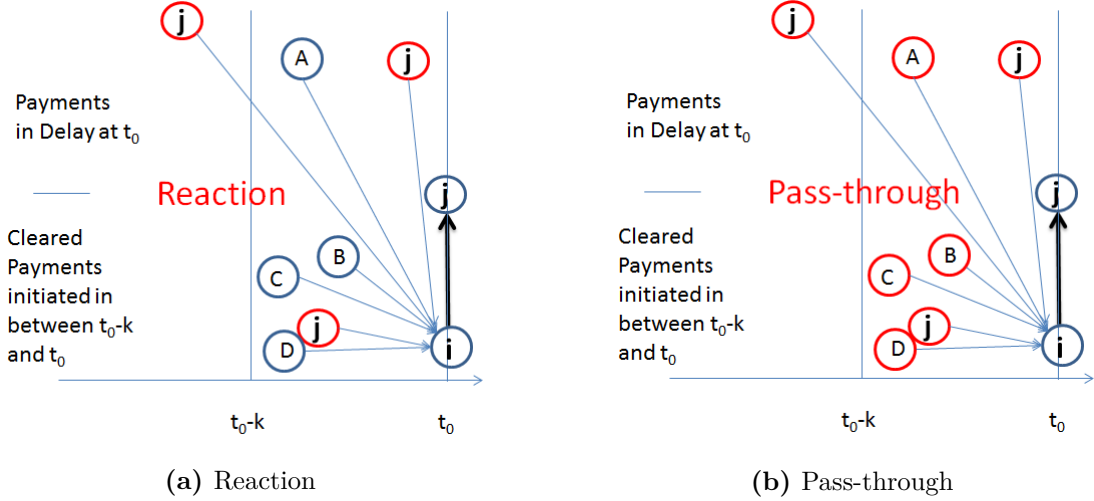 j
A
j
Payments
in Delay at t₀
Reaction
j
Cleared
Payments
initiated in
between t₀-k
and t₀
B
C
j
D
i
t₀-k
t₀
(a) Reaction
j
A
j
Payments
in Delay at t₀
Pass-through
j
Cleared
Payments
initiated in
between t₀-k
and t₀
B
C
j
D
i
t₀-k
t₀
(b) Pass-through